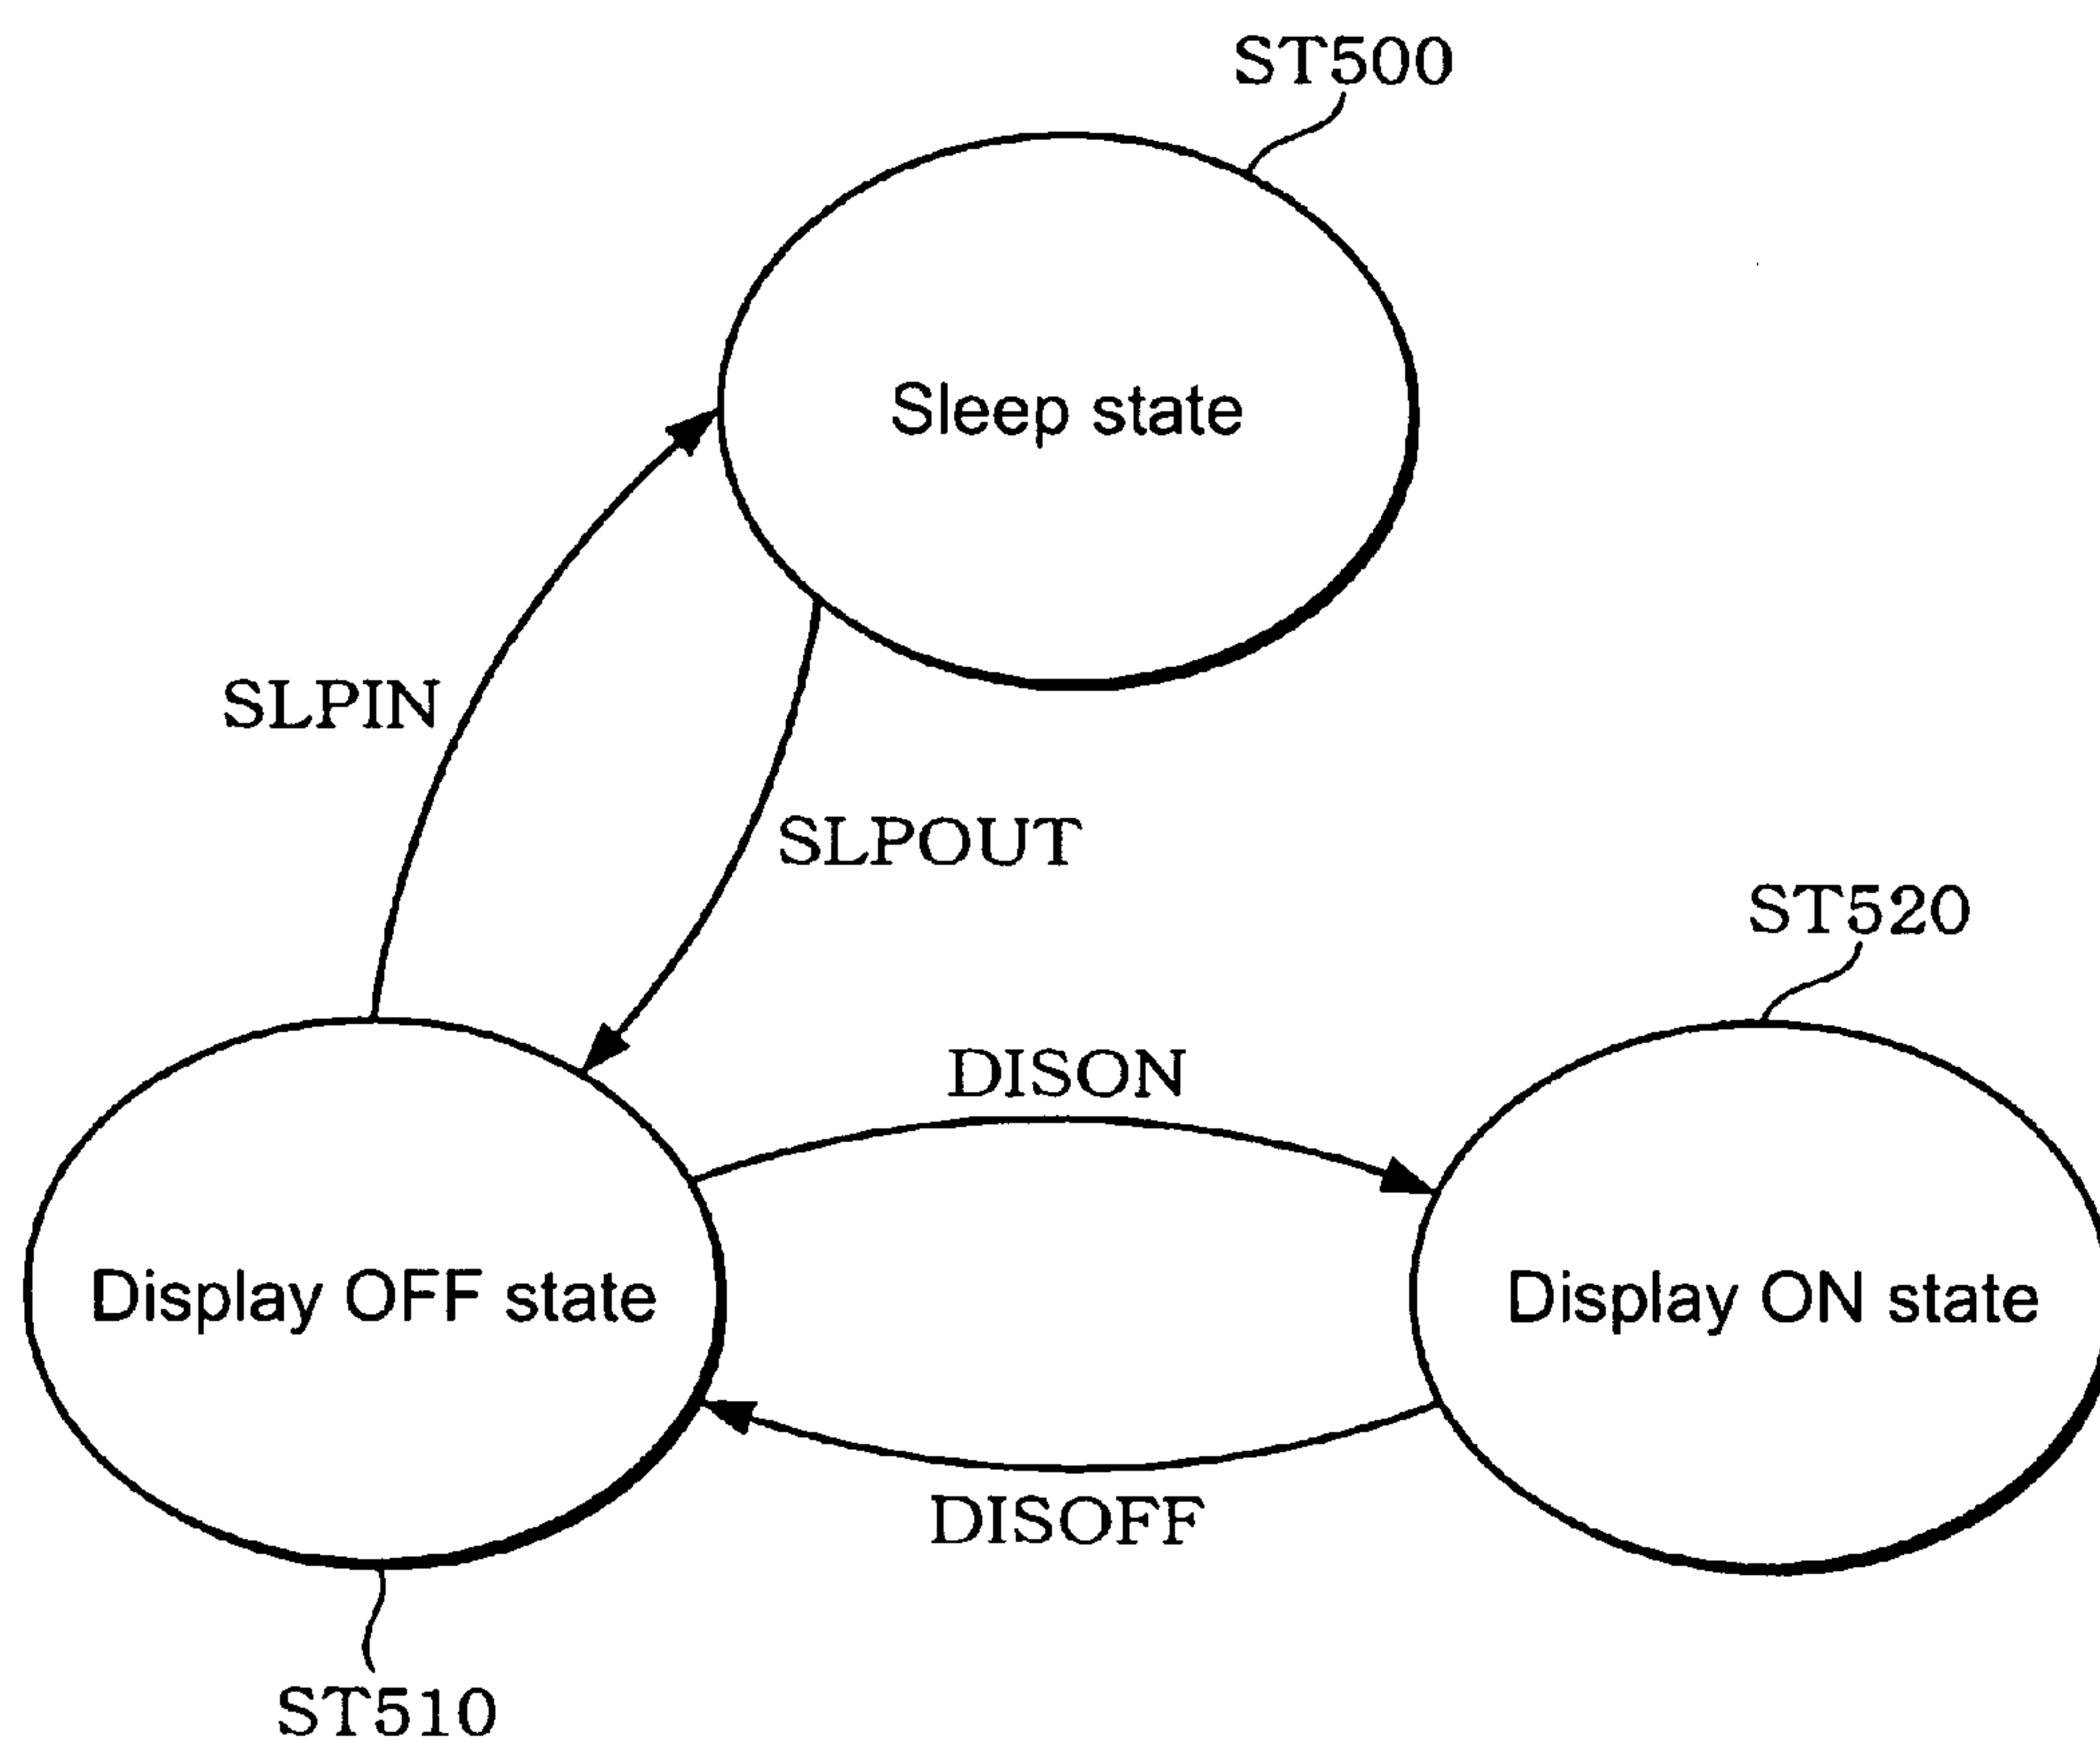 ST500
Sleep state
SLPIN
SLPOUT
ST520
DISON
Display OFF state
Display ON state
DISOFF
ST510